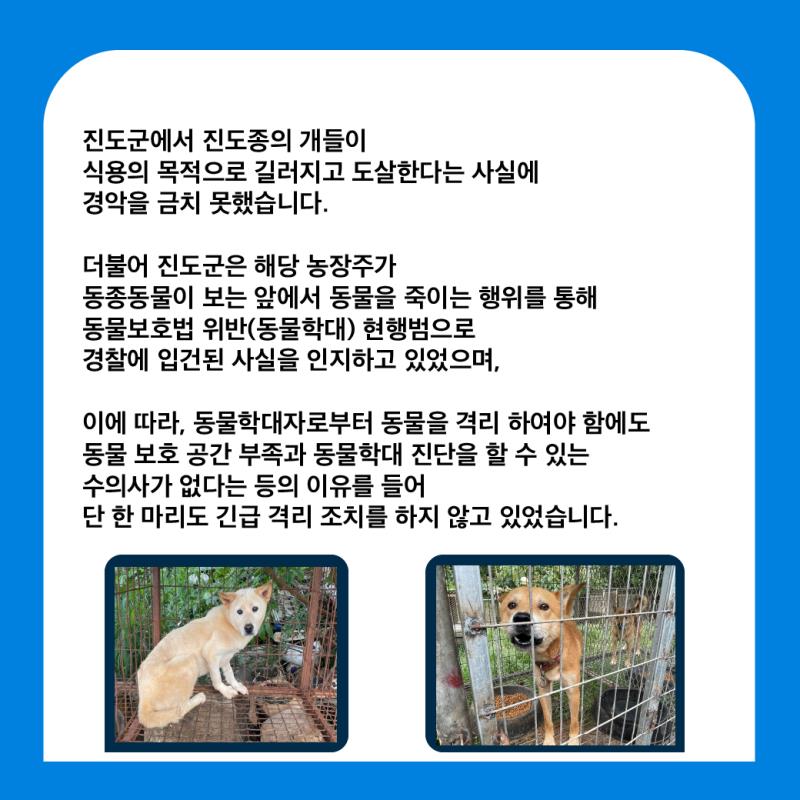 진도군에서 진도종의 개들이
식용의 목적으로 길러지고 도살한다는 사실에
경악을 금치 못했습니다.
더불어 진도군은 해당 농장주가
동종동물이 보는 앞에서 동물을 죽이는 행위를 통해
동물보호법 위반(동물학대) 현행범으로
경찰에 입건된 사실을 인지하고 있었으며,
이에 따라, 동물학대자로부터 동물을 격리 하여야 함에도
동물 보호 공간 부족과 동물학대 진단을 할 수 있는
수의사가 없다는 등의 이유를 들어
단 한 마리도 긴급 격리 조치를 하지 않고 있었습니다.